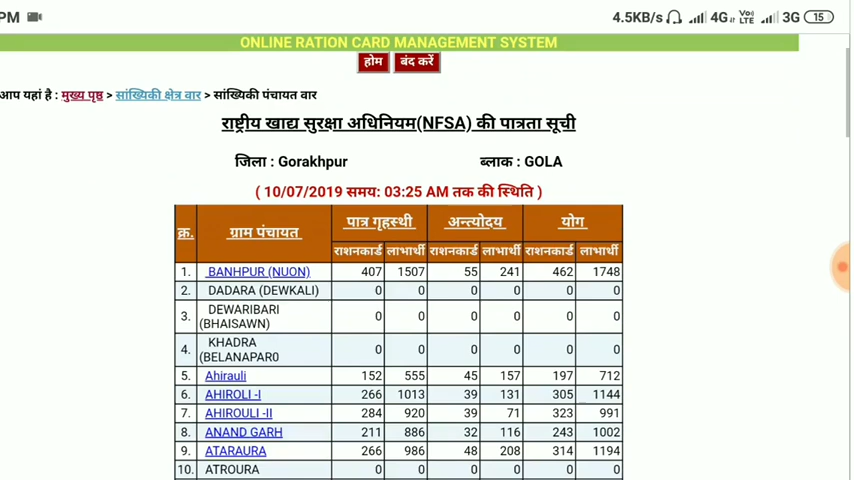 PM 4.5KB/s 4G VoLTE 3G 15
ONLINE RATION CARD MANAGEMENT SYSTEM
होम बंद करें
आप यहां है : मुख्य पृष्ठ > सांख्यिकी क्षेत्र वार > सांख्यिकी पंचायत वार
राष्ट्रीय खाद्य सुरक्षा अधिनियम(NFSA) की पात्रता सूची
जिला : Gorakhpur ब्लाक : GOLA
( 10/07/2019 समय: 03:25 AM तक की स्थिति )
क्र. ग्राम पंचायत पात्र गृहस्थी अन्त्योदय योग
राशनकार्ड लाभार्थी राशनकार्ड लाभार्थी राशनकार्ड लाभार्थी
1. BANHPUR (NUON) 407 1507 55 241 462 1748
2. DADARA (DEWKALI) 0 0 0 0 0 0
3. DEWARIBARI (BHAISAWN) 0 0 0 0 0 0
4. KHADRA (BELANAPAR0 0 0 0 0 0 0
5. Ahirauli 152 555 45 157 197 712
6. AHIROLI -I 266 1013 39 131 305 1144
7. AHIROULI -II 284 920 39 71 323 991
8. ANAND GARH 211 886 32 116 243 1002
9. ATARAURA 266 986 48 208 314 1194
10. ATROURA 0 0 0 0 0 0